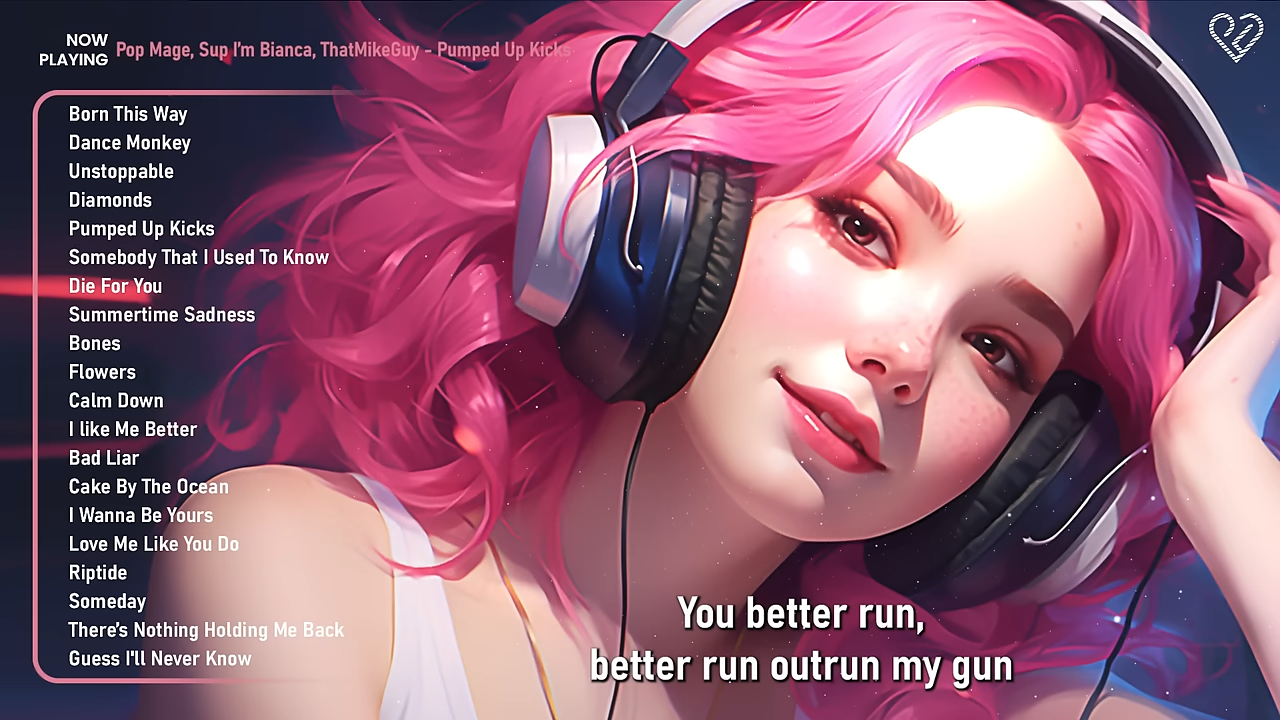 NOW
PLAYING
Pop Mage, Sup I'm Bianca, ThatMikeGuy - Pumped Up Kicks
Born This Way
Dance Monkey
Unstoppable
Diamonds
Pumped Up Kicks
Somebody That I Used To Know
Die For You
Summertime Sadness
Bones
Flowers
Calm Down
I like Me Better
Bad Liar
Cake By The Ocean
I Wanna Be Yours
Love Me Like You Do
Riptide
Someday
There's Nothing Holding Me Back
Guess I'll Never Know
You better run,
better run outrun my gun